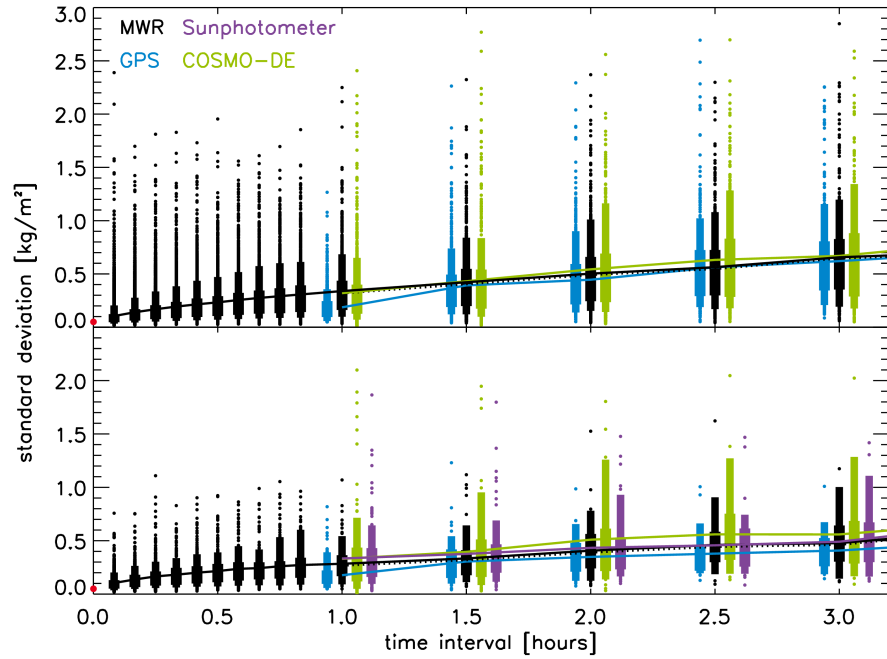 3.0
MWR Sunphotometer
GPS COSMO-DE
2.5
2.0
1.5
1.0
0.5
0.0
standard deviation [kg/m²]
2.0
1.5
1.0
0.5
0.0
0.0 0.5 1.0 1.5 2.0 2.5 3.0
time interval [hours]